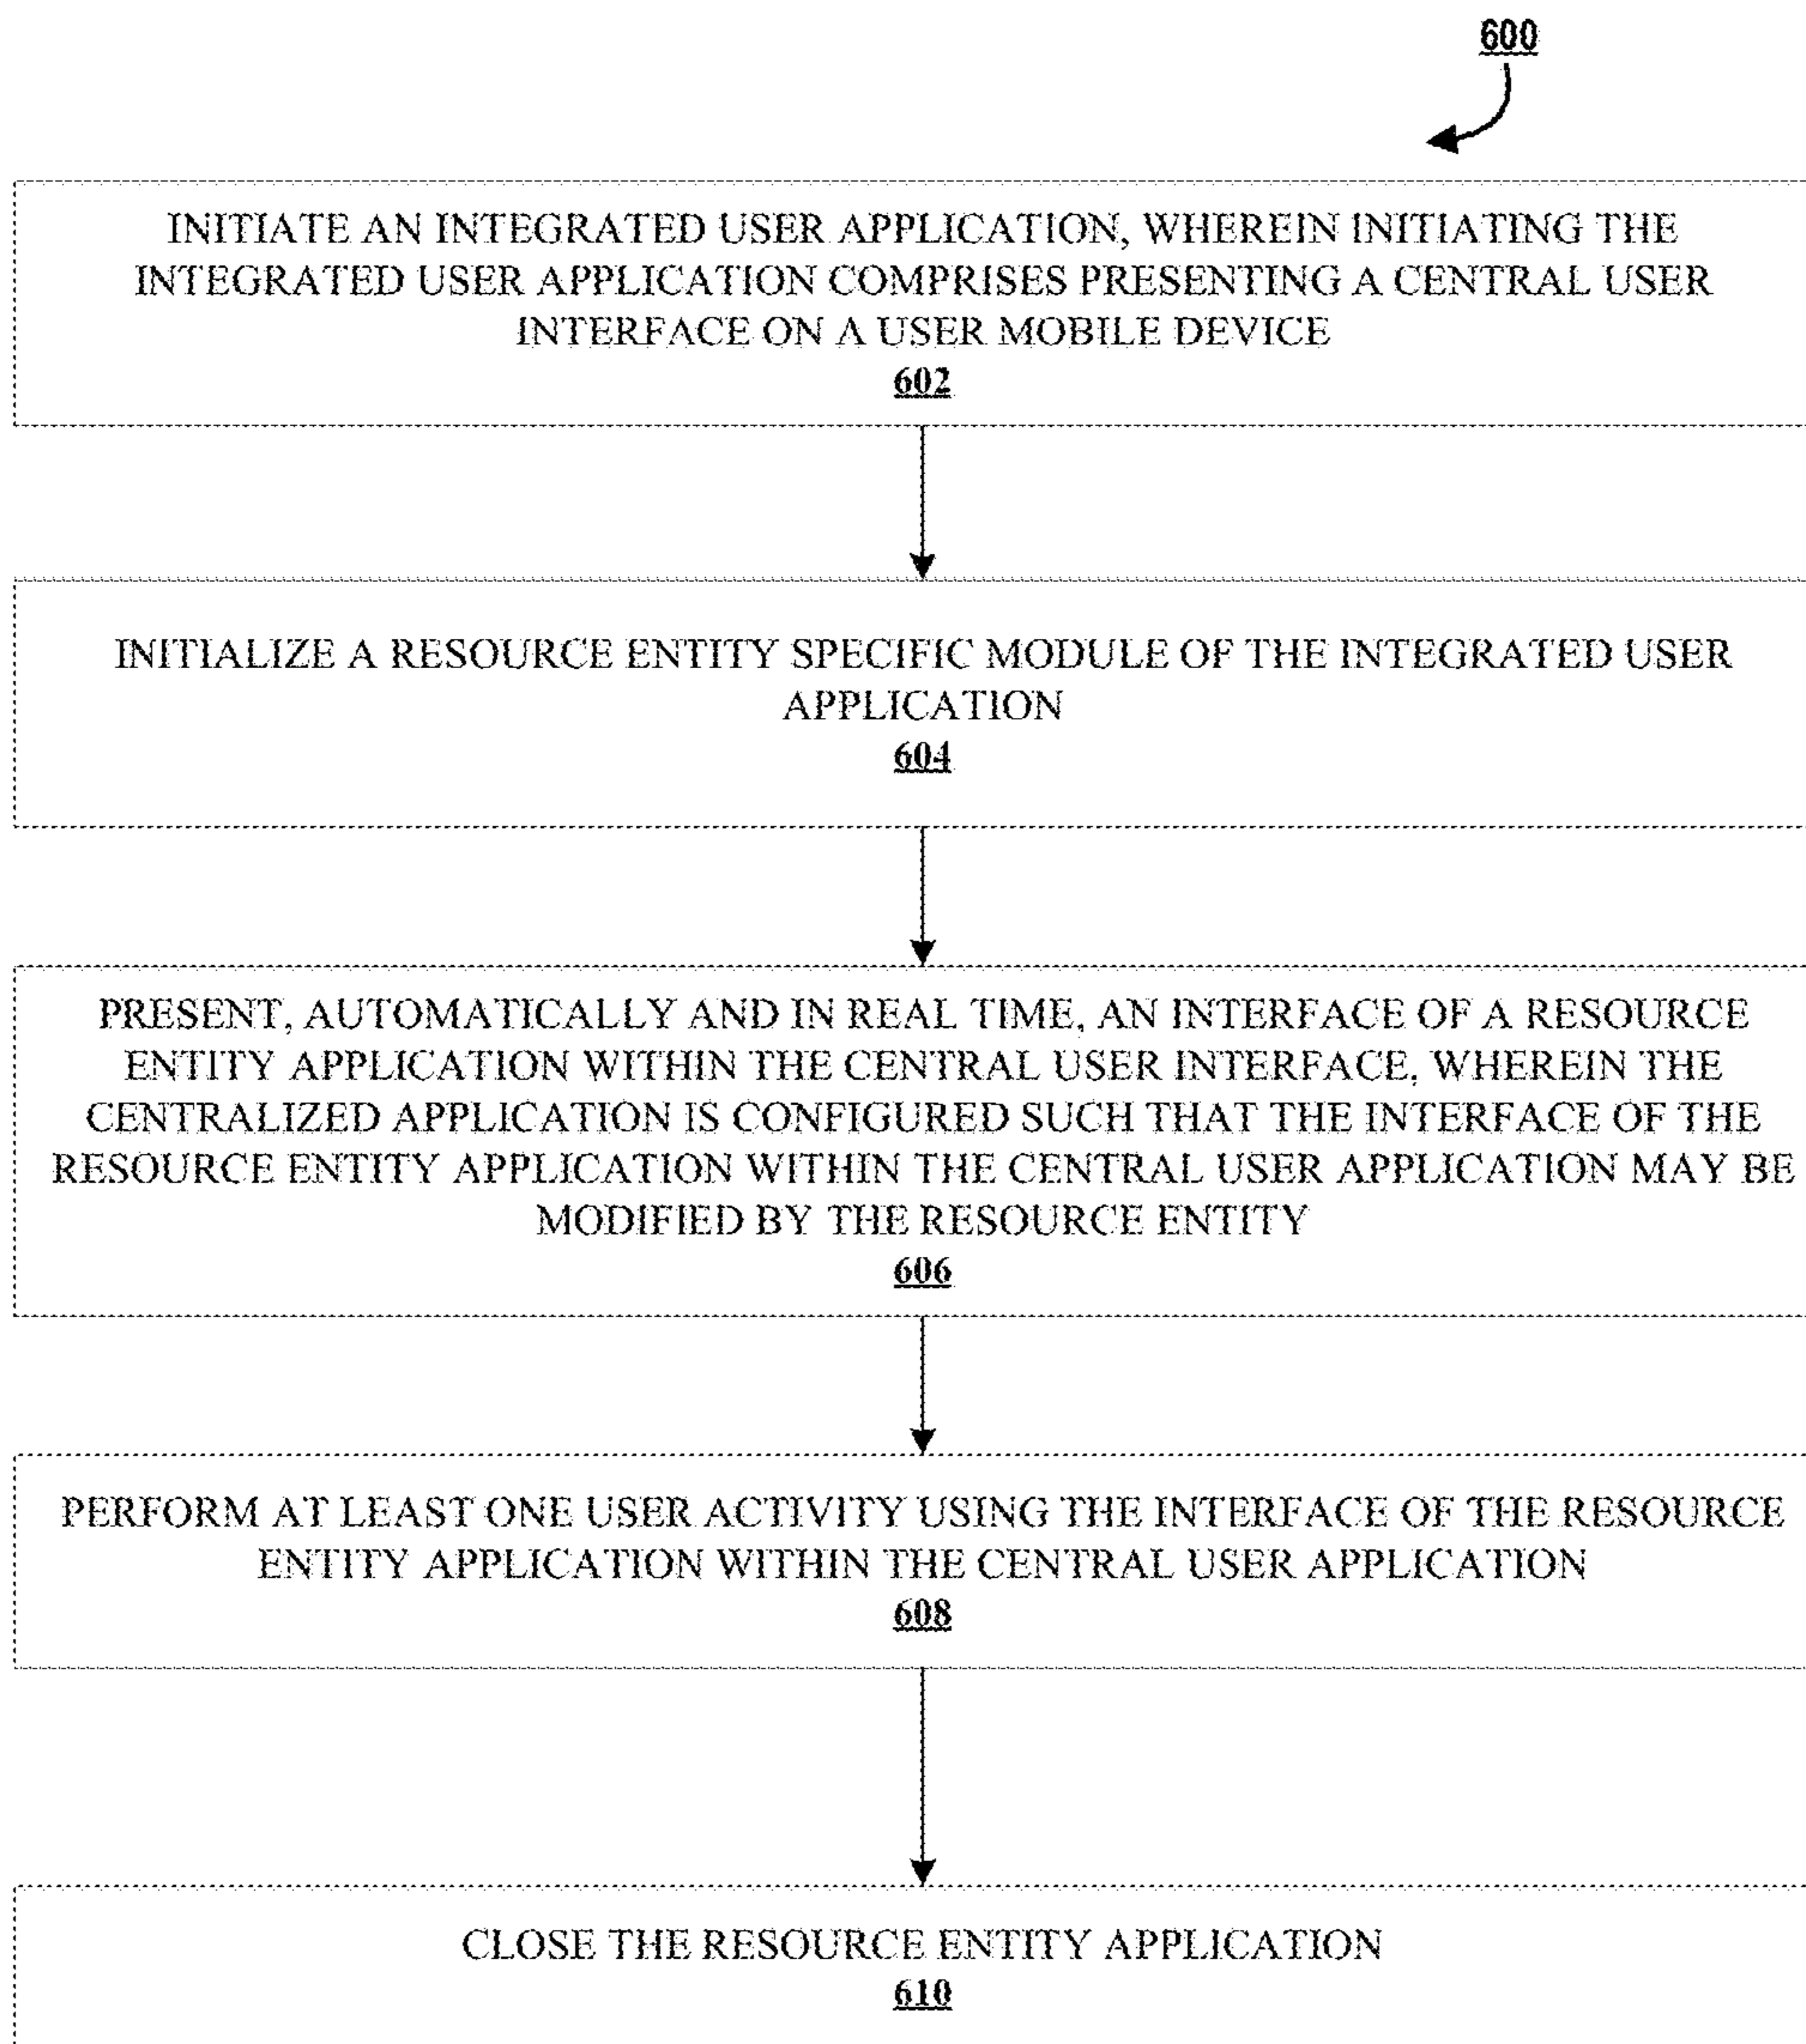 600
INITIATE AN INTEGRATED USER APPLICATION, WHEREIN INITIATING THE
INTEGRATED USER APPLICATION COMPRISES PRESENTING A CENTRAL USER
INTERFACE ON A USER MOBILE DEVICE
602
INITIALIZE A RESOURCE ENTITY SPECIFIC MODULE OF THE INTEGRATED USER
APPLICATION
604
PRESENT, AUTOMATICALLY AND IN REAL TIME, AN INTERFACE OF A RESOURCE
ENTITY APPLICATION WITHIN THE CENTRAL USER INTERFACE, WHEREIN THE
CENTRALIZED APPLICATION IS CONFIGURED SUCH THAT THE INTERFACE OF THE
RESOURCE ENTITY APPLICATION WITHIN THE CENTRAL USER APPLICATION MAY BE
MODIFIED BY THE RESOURCE ENTITY
606
PERFORM AT LEAST ONE USER ACTIVITY USING THE INTERFACE OF THE RESOURCE
ENTITY APPLICATION WITHIN THE CENTRAL USER APPLICATION
608
CLOSE THE RESOURCE ENTITY APPLICATION
610